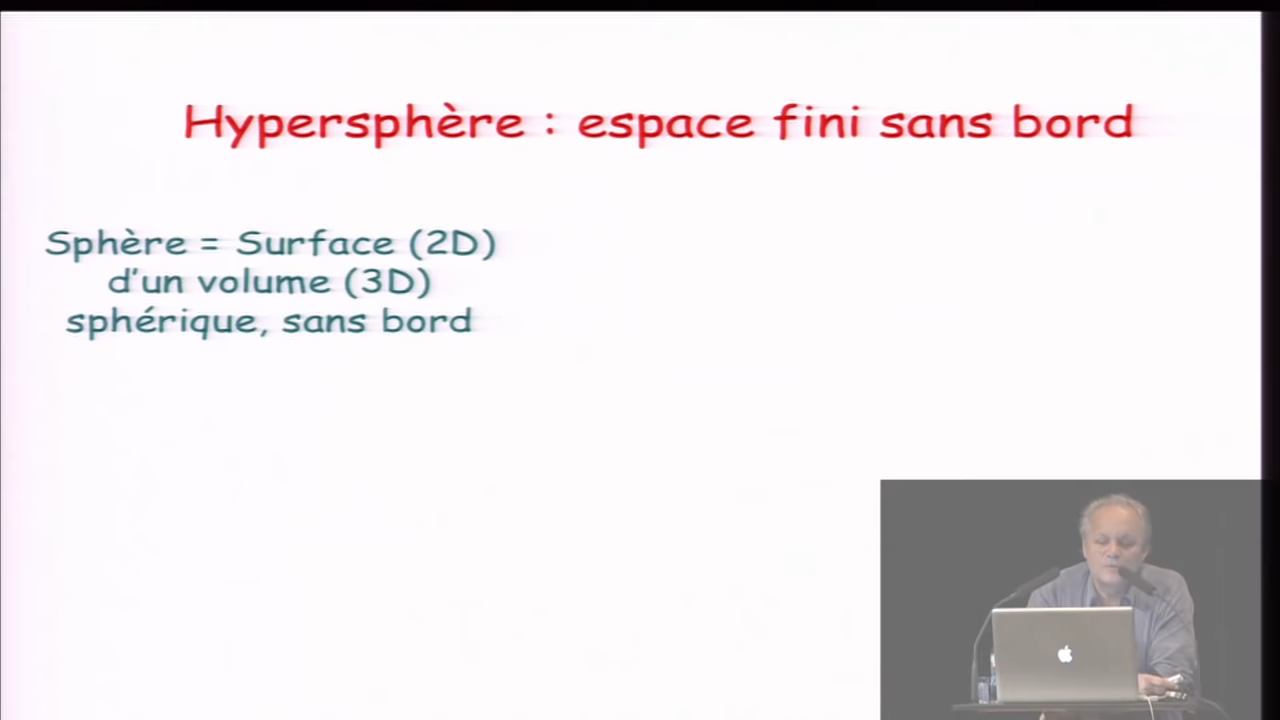 Hypersphère : espace fini sans bord
Sphère = Surface (2D)
d'un volume (3D)
sphérique, sans bord